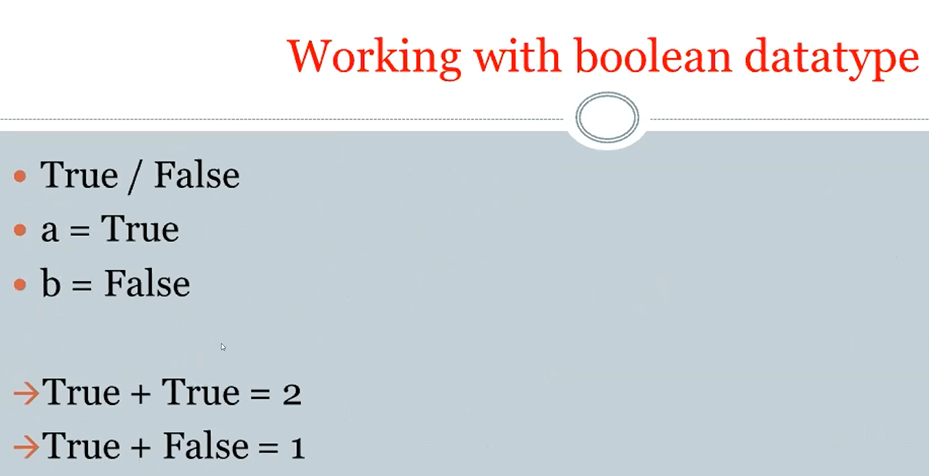 Working with boolean datatype
• True / False
• a = True
• b = False
→True + True = 2
→True + False = 1